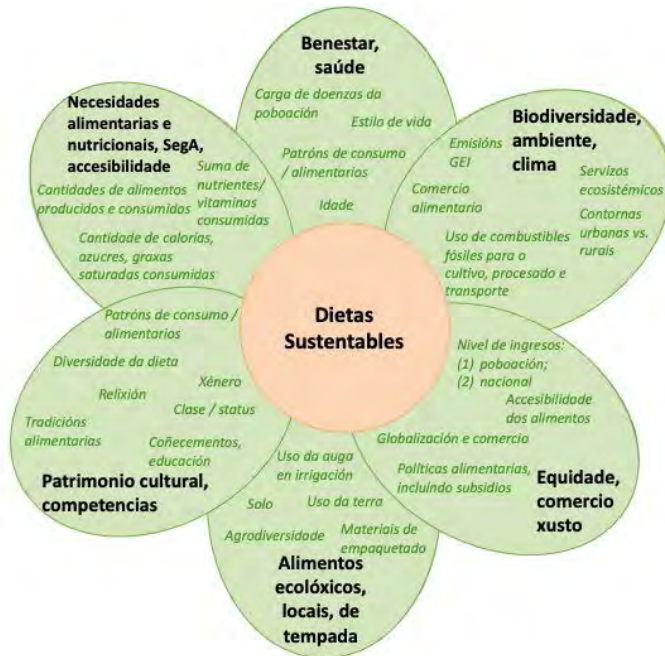 Benestar,
saúde
Carga de doenzas da
poboación
Estilo de vida
Patróns de consumo
/ alimentarios
Idade
Biodiversidade,
ambiente,
clima
Emisións
GEI
Servizos
ecosistémicos
Comercio
alimentario
Contornas
urbanas vs.
rurais
Uso de combustibles
fósiles para o
cultivo, procesado e
transporte
Nivel de ingresos:
(1) poboación;
(2) nacional
Accesibilidade
dos alimentos
Globalización e comercio
Políticas alimentarias,
incluíndo subsidios
Equidade,
comercio
xusto
Uso da auga
en irrigación
Solo
Uso da terra
Agrodiversidade
Materiais de
empaquetado
Alimentos
ecolóxicos,
locais, de
tempada
Patróns de consumo /
alimentarios
Diversidade da dieta
Xénero
Relixión
Clase / status
Tradicións
alimentarias
Coñecementos,
educación
Patrimonio cultural,
competencias
Necesidades
alimentarias e
nutricionais, SegA,
accesibilidade
Suma de
nutrientes/
vitaminas
consumidas
Cantidades de alimentos
producidos e consumidos
Cantidade de calorías,
azucres, graxas
saturadas consumidas
Dietas
Sustentables